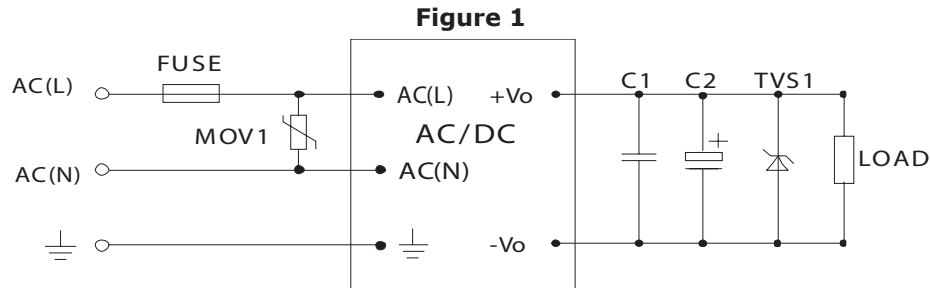 Figure 1
FUSE
AC(L)
MOV1
AC(N)
AC(L)
+Vo
AC/DC
AC(N)
-Vo
C1
C2
TVS1
+
LOAD